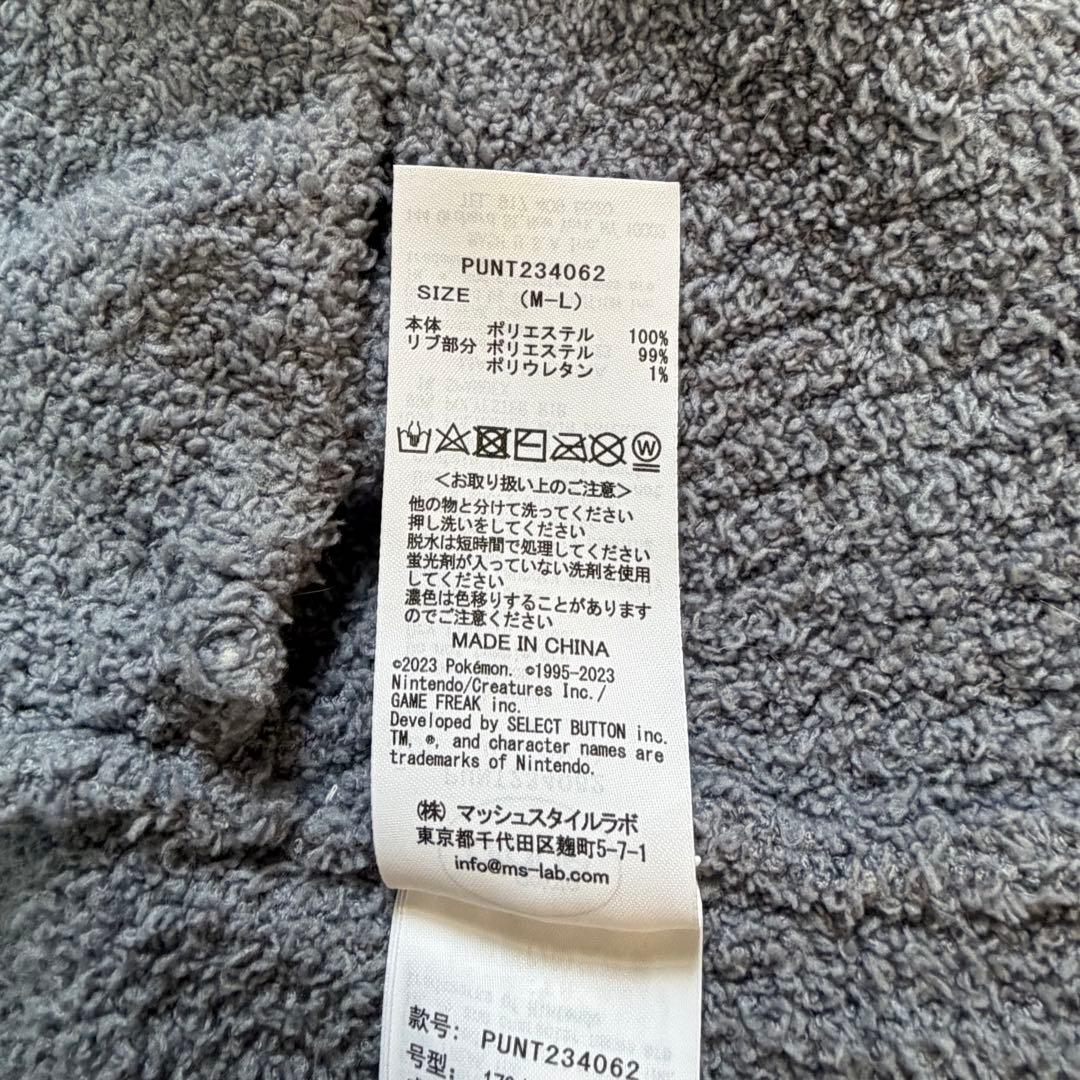 PUNT234062
SIZE (M-L)
本体 ポリエステル 100%
リブ部分 ポリエステル 99%
ポリウレタン 1%
W
<お取り扱い上のご注意>
他の物と分けて洗ってください
押し洗いをしてください
脱水は短時間で処理してください
蛍光剤が入っていない洗剤を使用
してください
濃色は色移りすることがあります
のでご注意ください
MADE IN CHINA
©2023 Pokémon. ©1995-2023
Nintendo/Creatures Inc./
GAME FREAK inc.
Developed by SELECT BUTTON inc.
TM, ®, and character names are
trademarks of Nintendo.
(株) マッシュスタイルラボ
東京都千代田区麹町5-7-1
info@ms-lab.com
款号: PUNT234062
号型: